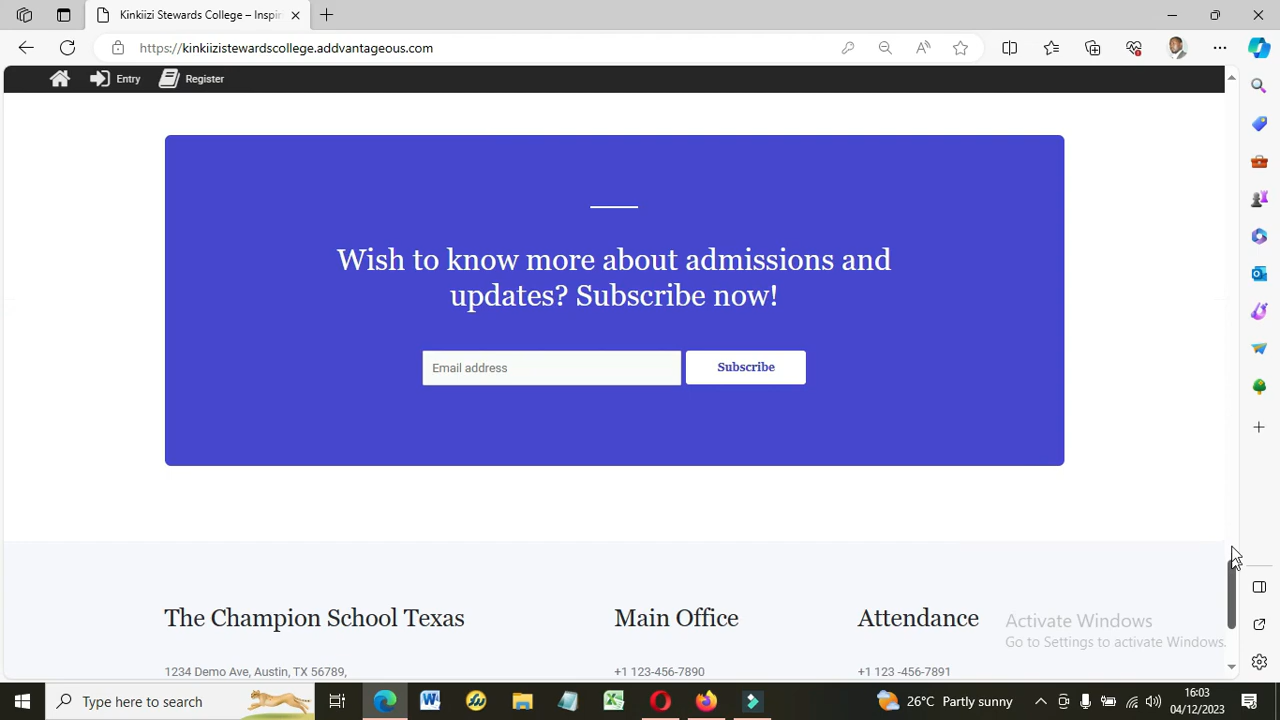 Kinkiizi Stewards College – Inspir
https://kinkiizistewardscollege.addvantageous.com
Entry
Register
Wish to know more about admissions and
updates? Subscribe now!
Email address
Subscribe
The Champion School Texas
Main Office
Attendance
1234 Demo Ave, Austin, TX 56789,
+1 123-456-7890
+1 123 -456-7891
Activate Windows
Go to Settings to activate Windows.
Type here to search
26°C Partly sunny
16:03
04/12/2023